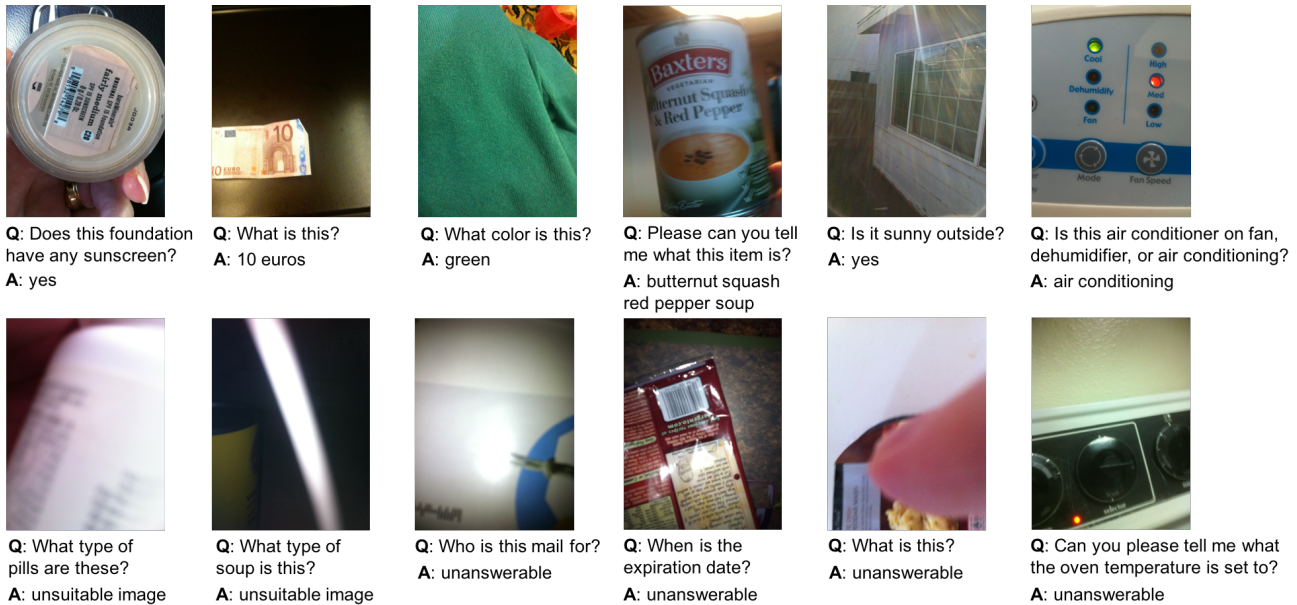 fairly medium
10
10 EURO
Baxters
VEGETARIAN
Butternut Squash
& Red Pepper
Cool
High
Dehumidify
Med
Fan
Low
Mode
Fan Speed
Q: Does this foundation
have any sunscreen?
A: yes
Q: What is this?
A: 10 euros
Q: What color is this?
A: green
Q: Please can you tell
me what this item is?
A: butternut squash
red pepper soup
Q: Is it sunny outside?
A: yes
Q: Is this air conditioner on fan,
dehumidifier, or air conditioning?
A: air conditioning
selector
Q: What type of
pills are these?
A: unsuitable image
Q: What type of
soup is this?
A: unsuitable image
Q: Who is this mail for?
A: unanswerable
Q: When is the
expiration date?
A: unanswerable
Q: What is this?
A: unanswerable
Q: Can you please tell me what
the oven temperature is set to?
A: unanswerable